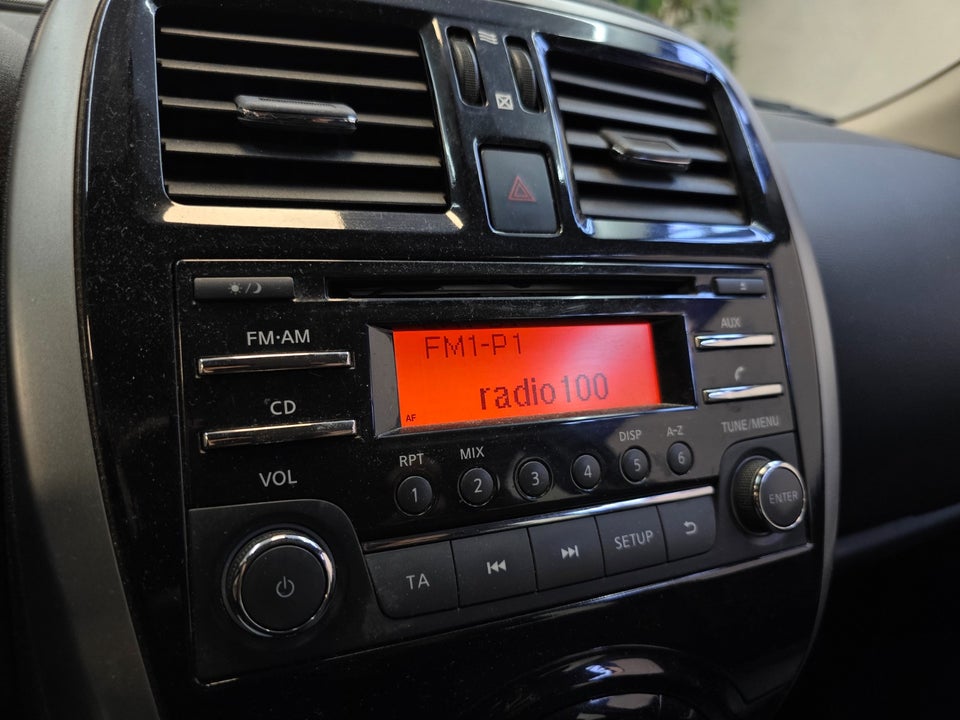 FM·AM
AUX
FM1-P1
radio100
AF
CD
TUNE/MENU
RPT
MIX
DISP
A-Z
1
2
3
4
5
6
VOL
ENTER
TA
SETUP